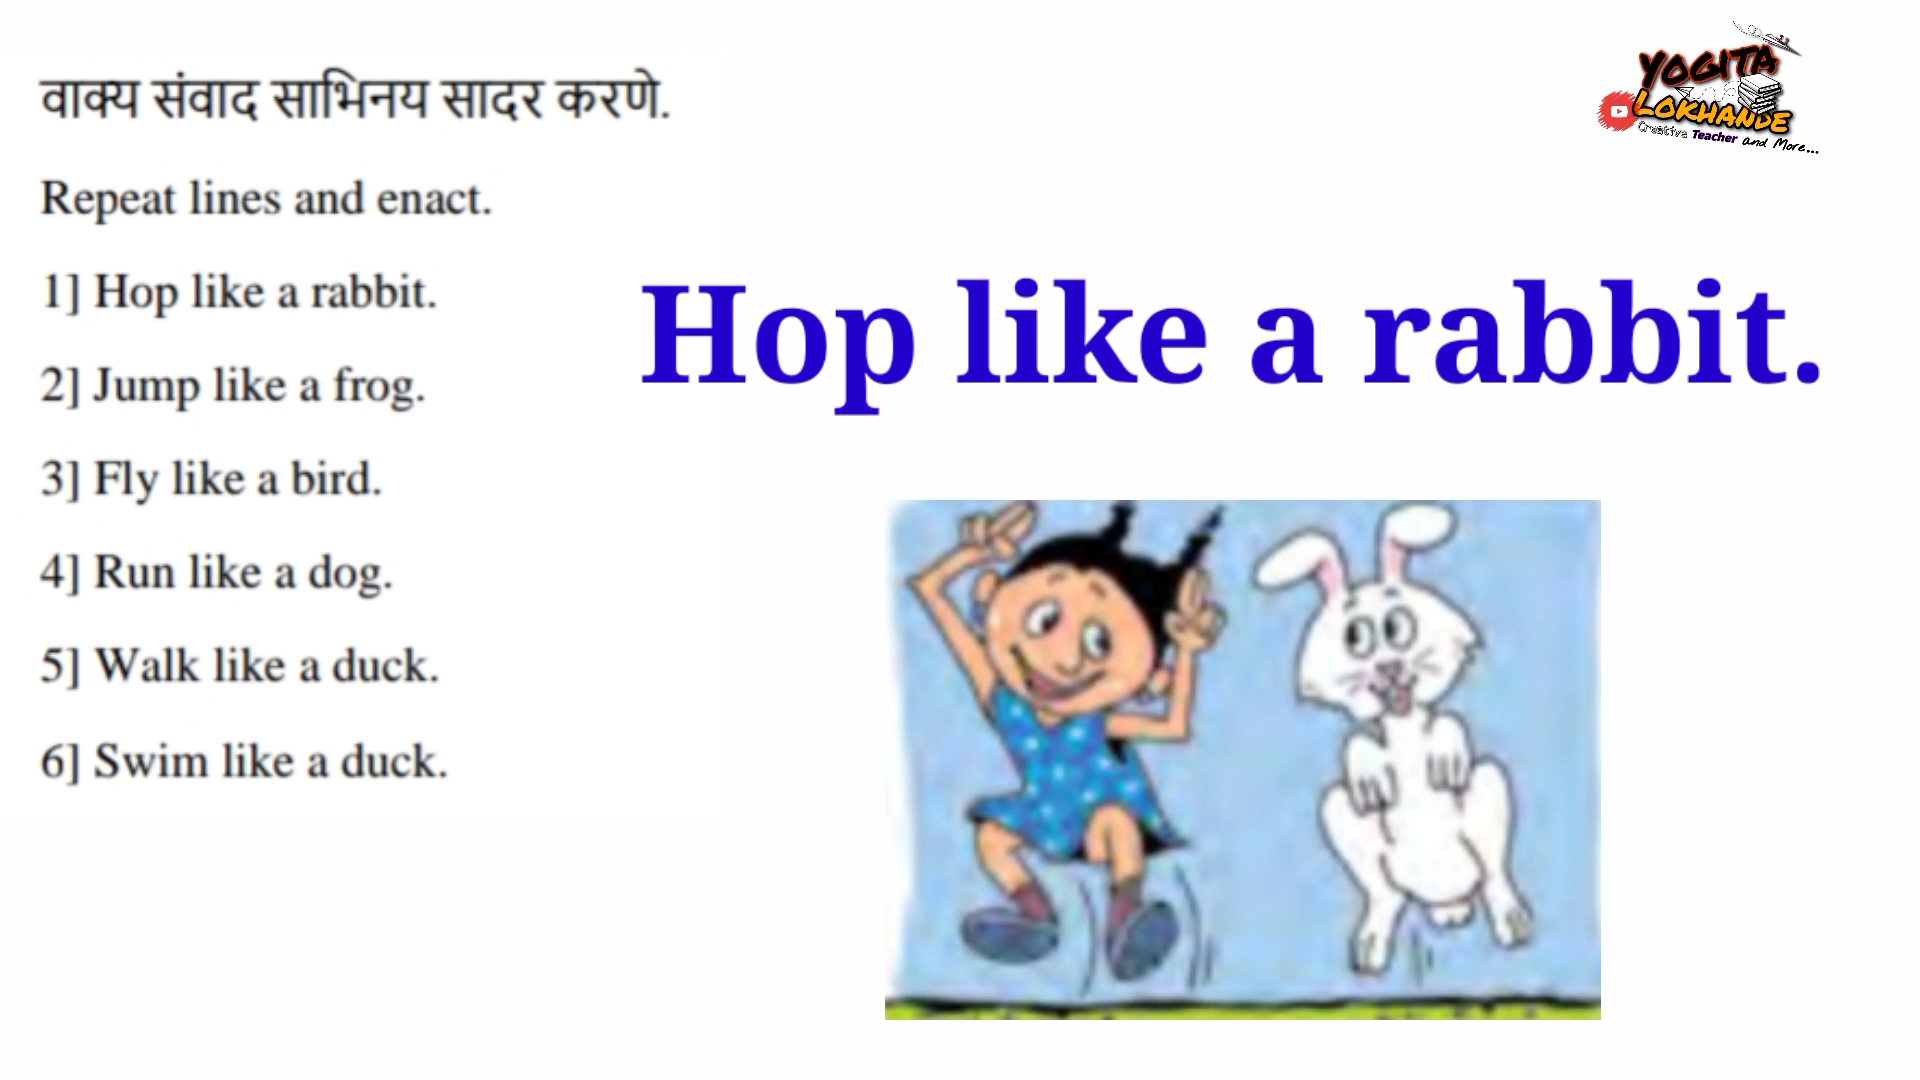 वाक्य संवाद साभिनय सादर करणे.
Repeat lines and enact.
1] Hop like a rabbit.
2] Jump like a frog.
3] Fly like a bird.
4] Run like a dog.
5] Walk like a duck.
6] Swim like a duck.
Hop like a rabbit.
YOGITA
LOKHANDE
Creative Teacher and More...